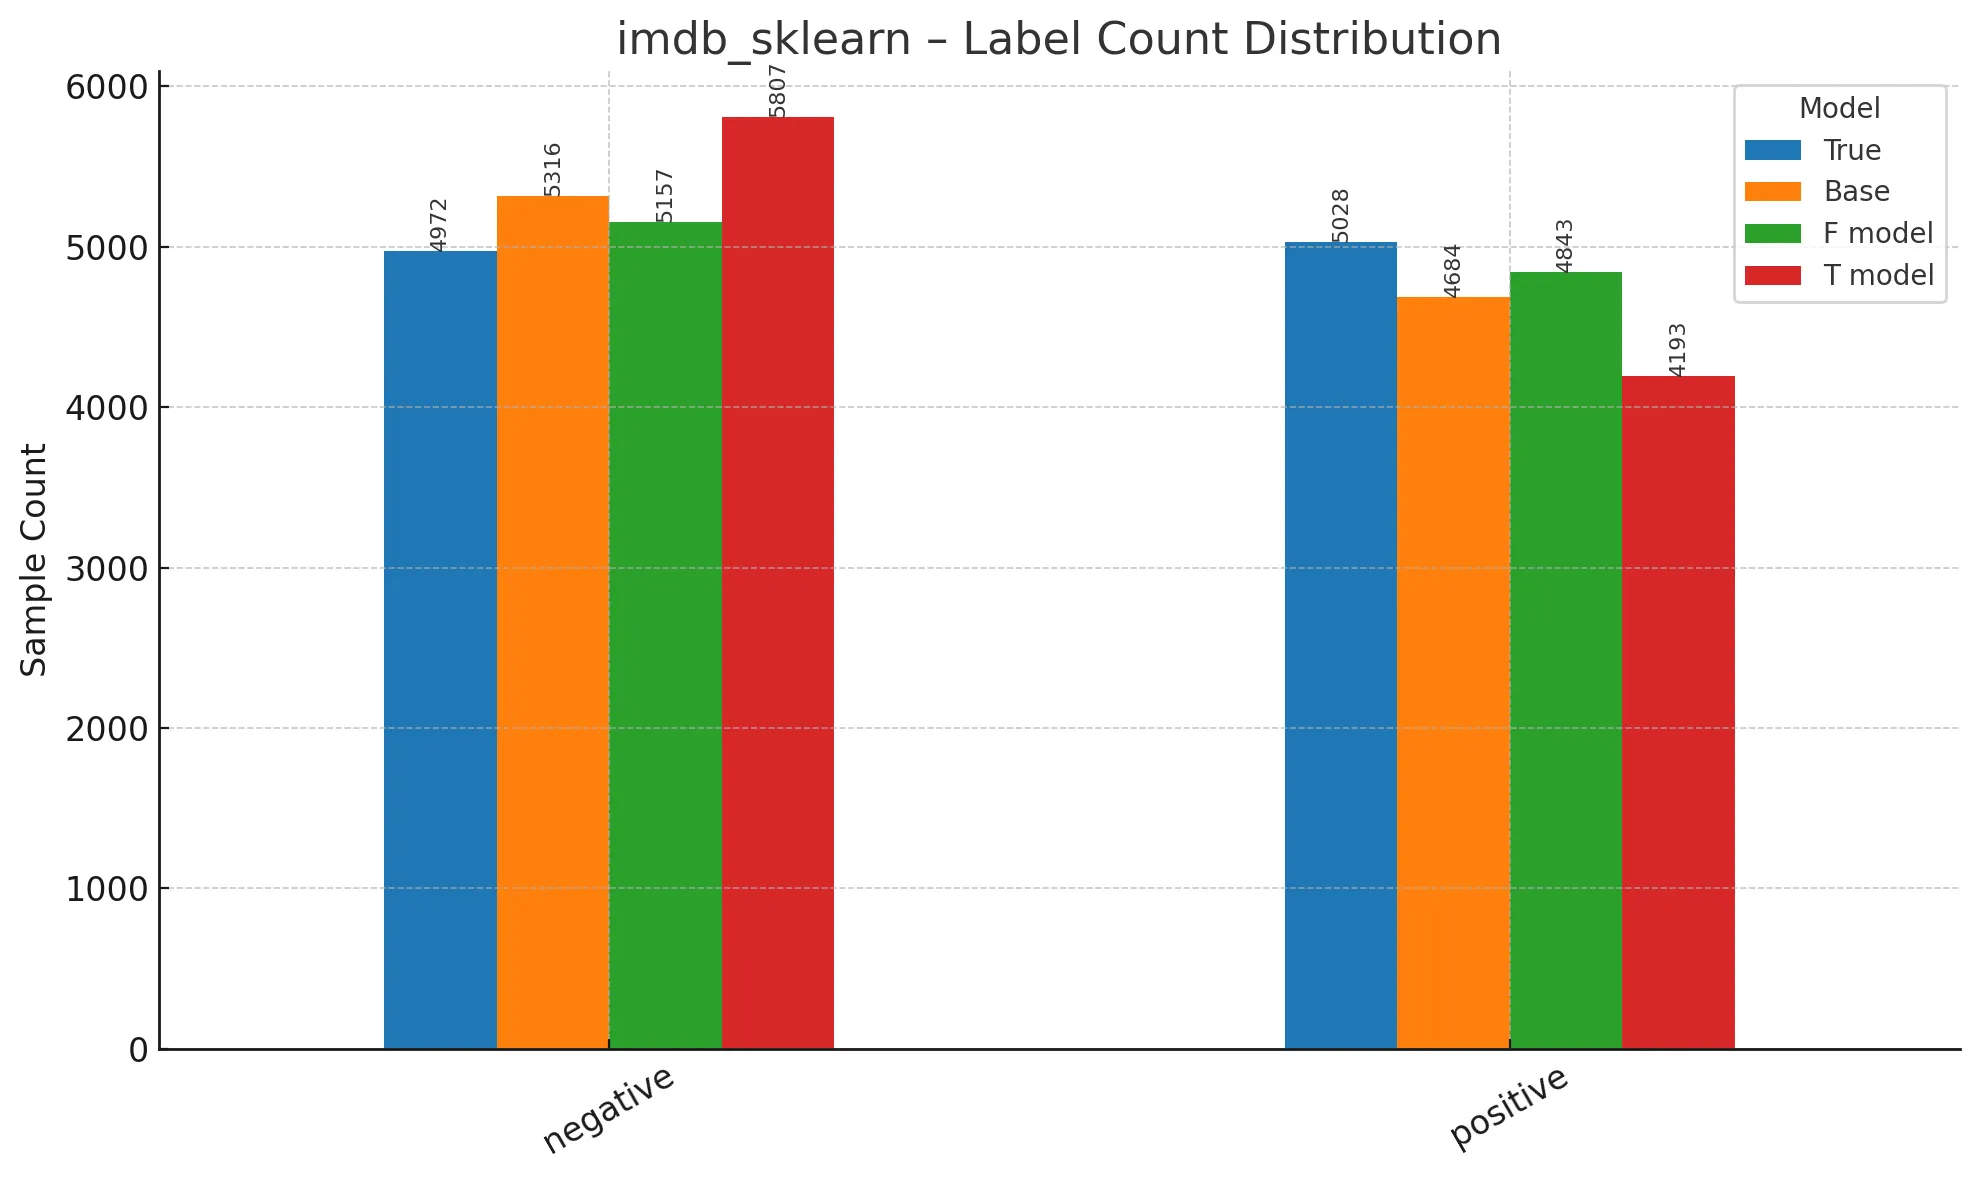 imdb_sklearn – Label Count Distribution
Model
True
Base
F model
T model
Sample Count
6000
5000
4000
3000
2000
1000
0
4972
5316
5157
5807
5028
4684
4843
4193
negative
positive